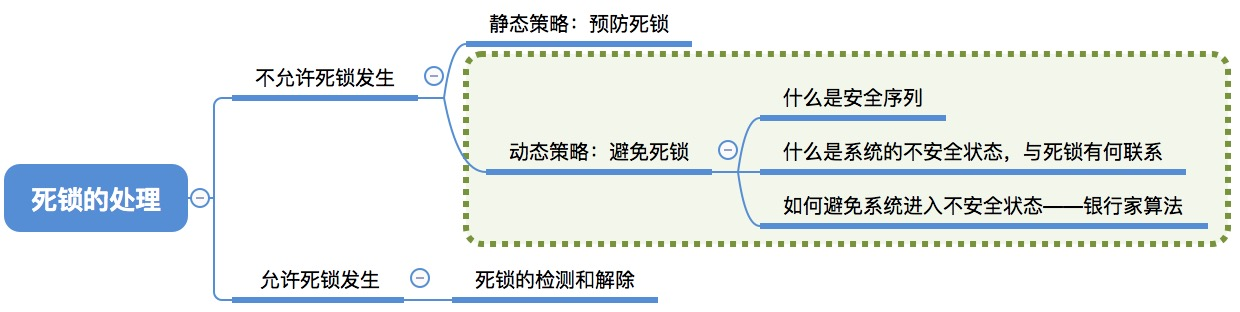 静态策略：预防死锁
不允许死锁发生
什么是安全序列
动态策略：避免死锁
什么是系统的不安全状态，与死锁有何联系
死锁的处理
如何避免系统进入不安全状态——银行家算法
允许死锁发生
死锁的检测和解除